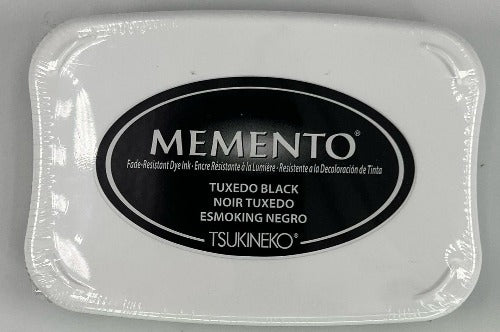 MEMENTO®
Fade-Resistant Dye Ink · Encre Résistante à la Lumière · Resistente a la Decoloración de Tinta
TUXEDO BLACK
NOIR TUXEDO
ESMOKING NEGRO
TSUKINEKO®